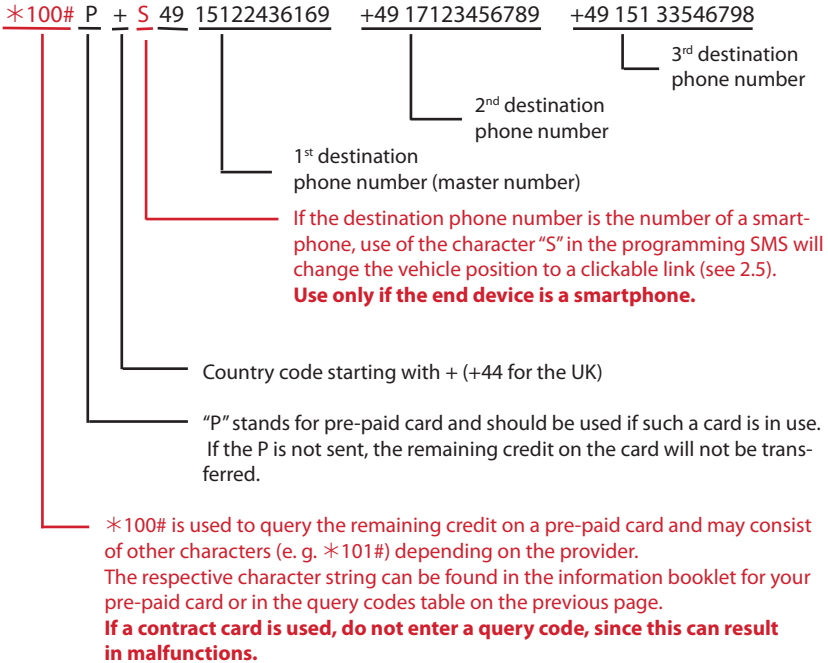 ✳100# P + S 49 15122436169 +49 17123456789 +49 151 33546798
3rd destination
phone number
2nd destination
phone number
1st destination
phone number (master number)
If the destination phone number is the number of a smart-
phone, use of the character “S” in the programming SMS will
change the vehicle position to a clickable link (see 2.5).
Use only if the end device is a smartphone.
Country code starting with + (+44 for the UK)
“P” stands for pre-paid card and should be used if such a card is in use.
If the P is not sent, the remaining credit on the card will not be trans-
ferred.
✳100# is used to query the remaining credit on a pre-paid card and may consist
of other characters (e. g. ✳101#) depending on the provider.
The respective character string can be found in the information booklet for your
pre-paid card or in the query codes table on the previous page.
If a contract card is used, do not enter a query code, since this can result
in malfunctions.